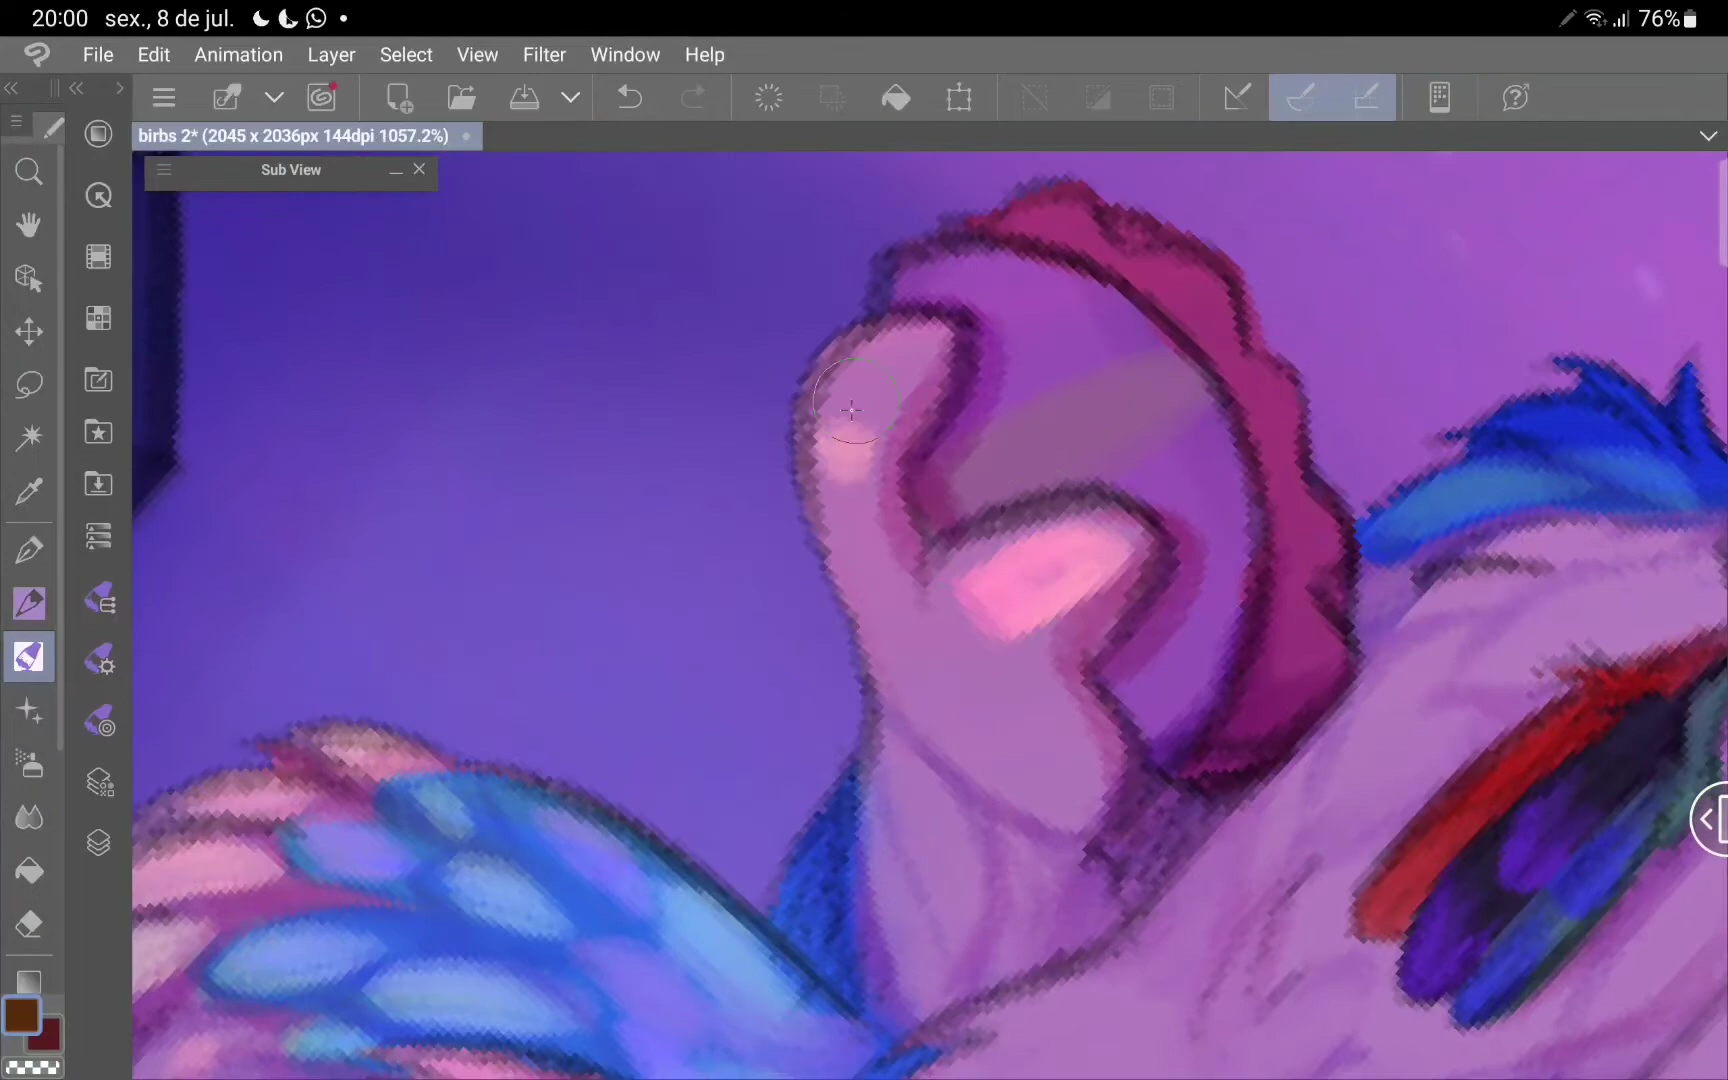 20:00 sex., 8 de jul. 76%
File Edit Animation Layer Select View Filter Window Help
birbs 2* (2045 x 2036px 144dpi 1057.2%)
Sub View